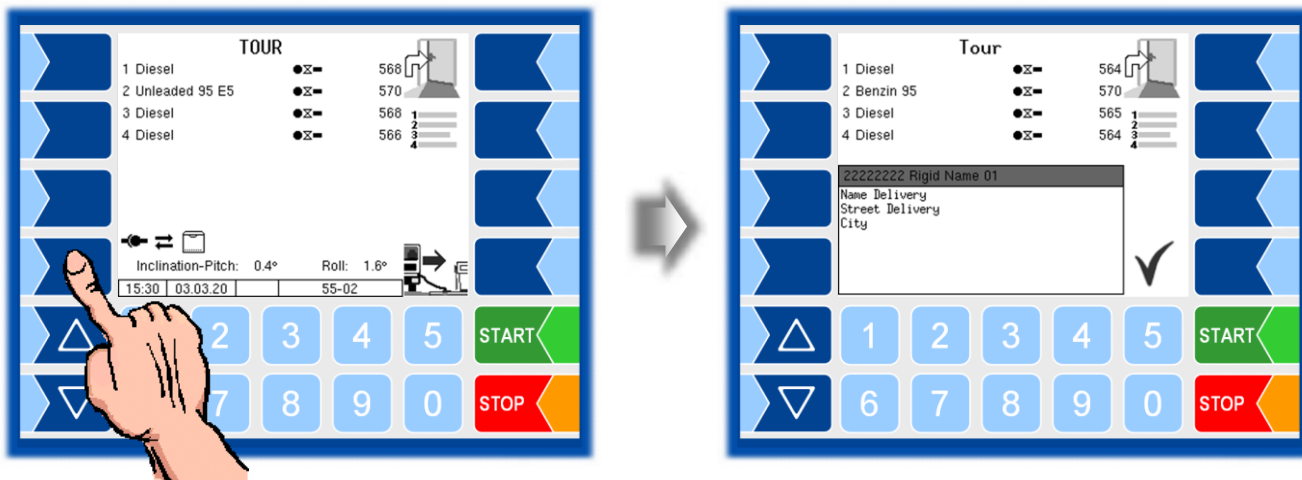 TOUR
1 Diesel 568
2 Unleaded 95 E5 570
3 Diesel 568
4 Diesel 566
1
2
3
4
Inclination-Pitch: 0.4° Roll: 1.6°
15:30 03.03.20 55-02
2 3 4 5 START
7 8 9 0 STOP
Tour
1 Diesel 564
2 Benzin 95 570
3 Diesel 565
4 Diesel 564
1
2
3
4
22222222 Rigid Name 01
Name Delivery
Street Delivery
City
1 2 3 4 5 START
6 7 8 9 0 STOP